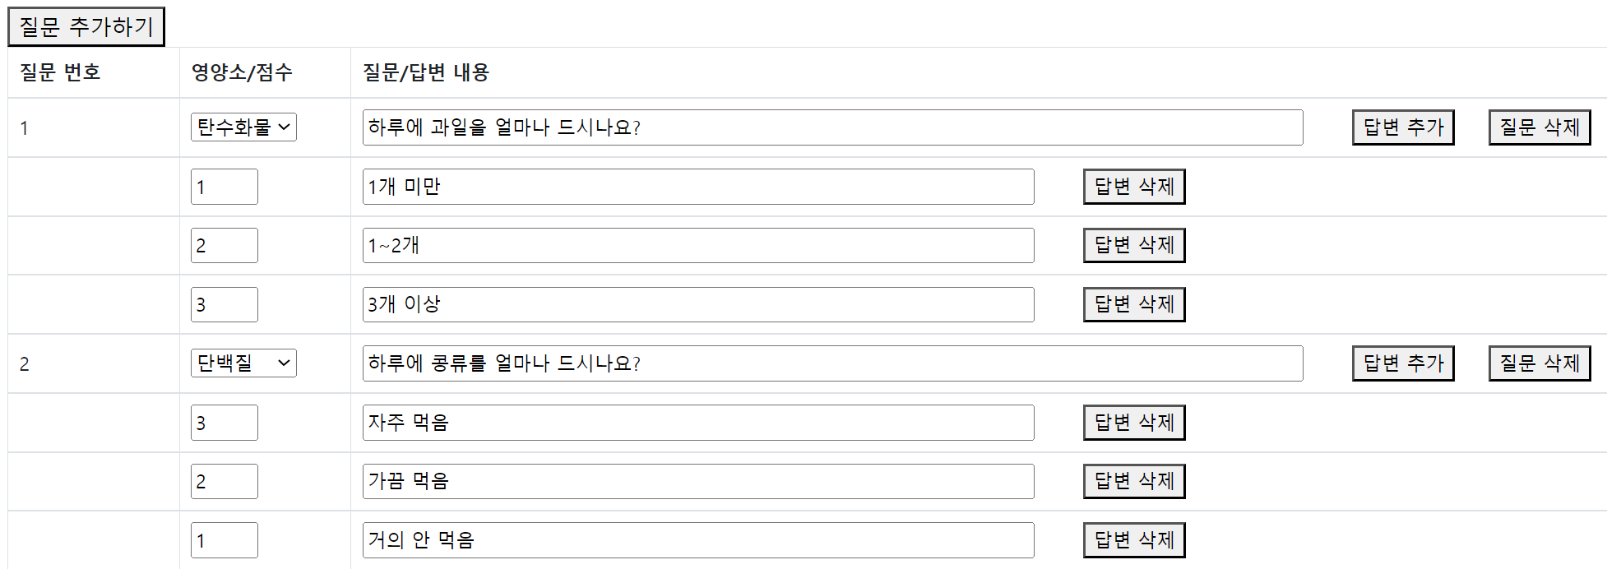 질문 추가하기
질문 번호 영양소/점수 질문/답변 내용
1 탄수화물 하루에 과일을 얼마나 드시나요? 답변 추가 질문 삭제
1 1개 미만 답변 삭제
2 1~2개 답변 삭제
3 3개 이상 답변 삭제
2 단백질 하루에 콩류를 얼마나 드시나요? 답변 추가 질문 삭제
3 자주 먹음 답변 삭제
2 가끔 먹음 답변 삭제
1 거의 안 먹음 답변 삭제